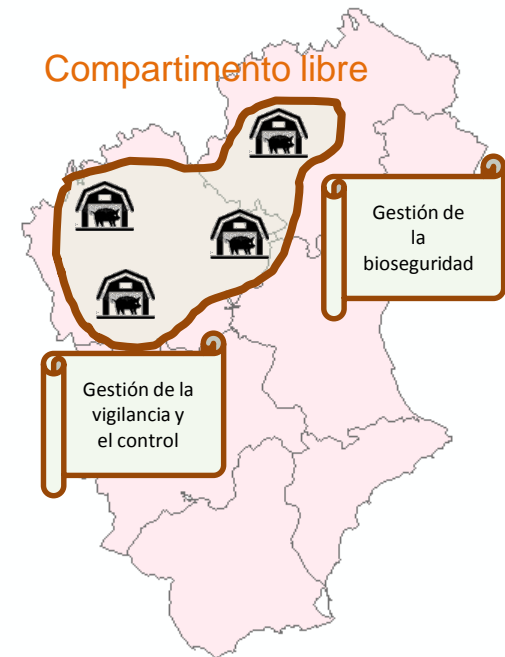 Compartimento libre
Gestión de
la
bioseguridad
Gestión de la
vigilancia y
el control